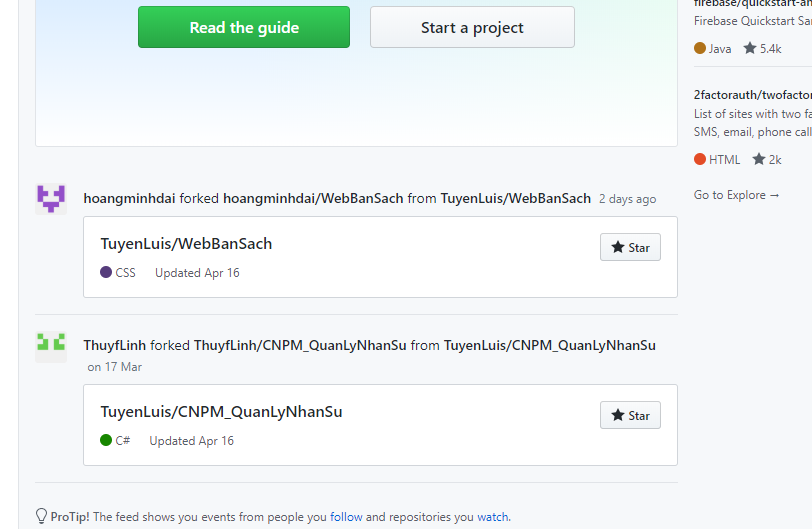 Read the guide
Start a project
hoangminhdai forked hoangminhdai/WebBanSach from TuyenLuis/WebBanSach 2 days ago
TuyenLuis/WebBanSach
Star
CSS Updated Apr 16
ThuyfLinh forked ThuyfLinh/CNPM_QuanLyNhanSu from TuyenLuis/CNPM_QuanLyNhanSu
on 17 Mar
TuyenLuis/CNPM_QuanLyNhanSu
Star
C# Updated Apr 16
ProTip! The feed shows you events from people you follow and repositories you watch.
firebase/quickstart-an
Firebase Quickstart Sa
Java 5.4k
2factorauth/twofactor
List of sites with two fa
SMS, email, phone call
HTML 2k
Go to Explore →